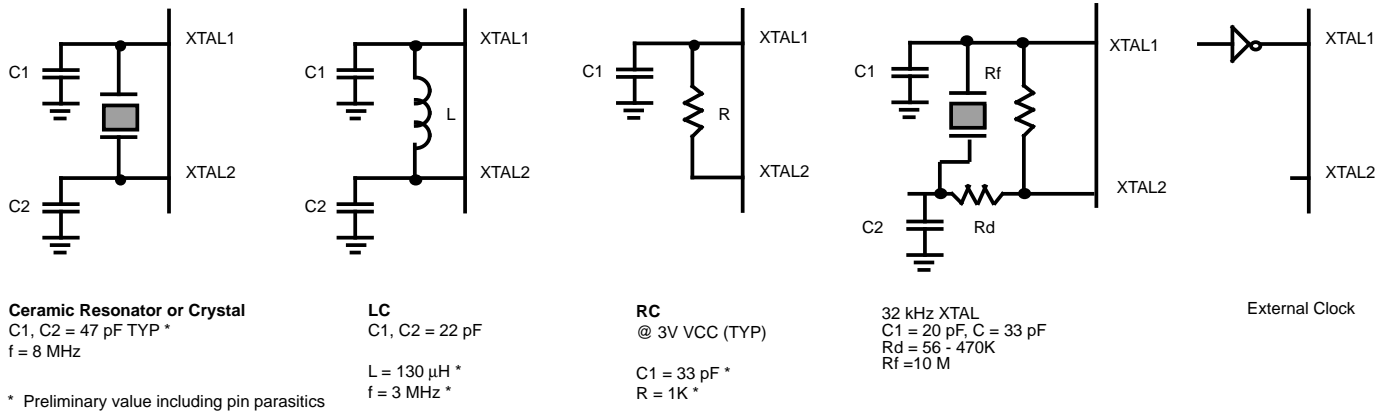 XTAL1
C1
XTAL2
C2
XTAL1
C1
L
XTAL2
C2
XTAL1
C1
R
XTAL2
XTAL1
C1
Rf
XTAL2
C2
Rd
XTAL1
XTAL2
Ceramic Resonator or Crystal
C1, C2 = 47 pF TYP *
f = 8 MHz
* Preliminary value including pin parasitics
LC
C1, C2 = 22 pF
L = 130 μH *
f = 3 MHz *
RC
@ 3V VCC (TYP)
C1 = 33 pF *
R = 1K *
32 kHz XTAL
C1 = 20 pF, C = 33 pF
Rd = 56 - 470K
Rf =10 M
External Clock